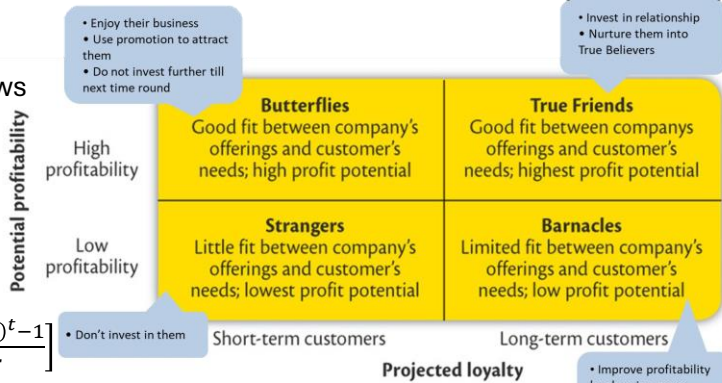 • Enjoy their business
• Use promotion to attract
them
• Do not invest further till
next time round
• Invest in relationship
• Nurture them into
True Believers
Potential profitability
High
profitability
Butterflies
Good fit between company's
offerings and customer's
needs; high profit potential
True Friends
Good fit between companys
offerings and customer's
needs; highest profit potential
Low
profitability
Strangers
Little fit between company's
offerings and customer's
needs; lowest profit potential
Barnacles
Limited fit between company's
offerings and customer's
needs; low profit potential
)^t−1
]
• Don't invest in them
Short-term customers
Long-term customers
Projected loyalty
• Improve profitability